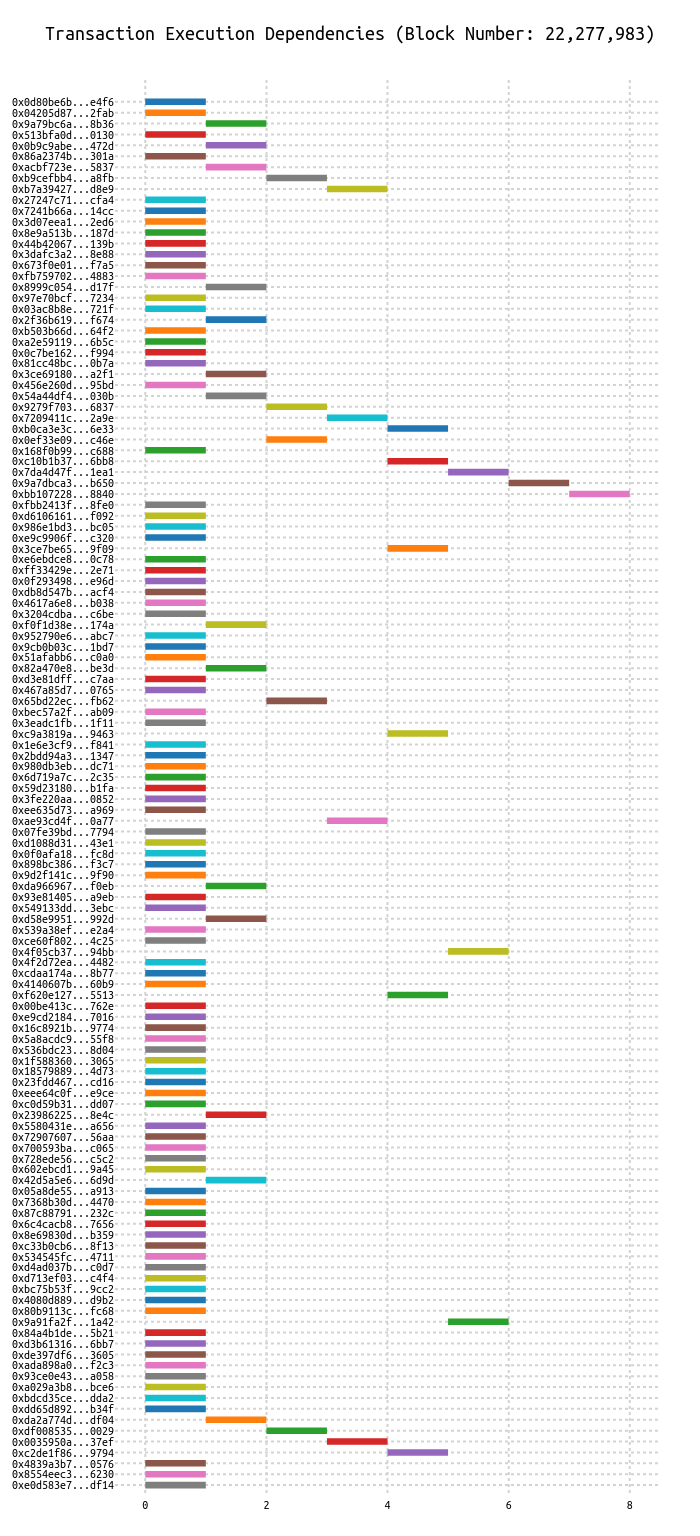 Transaction Execution Dependencies (Block Number: 22,277,983)
0x0d80be6b...e4f6
0x04205d87...2fab
0x9a79bc6a...8b36
0x513bfa0d...0130
0x0b9c9abe...472d
0x86a2374b...301a
0xacbf723e...5837
0xb9cefbb4...a8fb
0xb7a39427...d8e9
0x27247c71...cfa4
0x7241b66a...14cc
0x3d07eea1...2ed6
0x8e9a513b...187d
0x44b42067...139b
0x3dafc3a2...8e88
0x673f0e01...f7a5
0xfb759702...4883
0x8999c054...d17f
0x97e70bcf...7234
0x03ac8b8e...721f
0x2f36b619...f674
0xb503b66d...64f2
0xa2e59119...6b5c
0x0c7be162...f994
0x81cc48bc...0b7a
0x3ce69180...a2f1
0x456e260d...95bd
0x54a44df4...030b
0x9279f703...6837
0x7209411c...2a9e
0xb0ca3e3c...6e33
0x0ef33e09...c46e
0x168f0b99...c688
0xc10b1b37...6bb8
0x7da4d47f...1ea1
0x9a7dbca3...b650
0xbb107228...8840
0xfbb2413f...8fe0
0xd6106161...f092
0x986e1bd3...bc05
0xe9c9906f...c320
0x3ce7be65...9f09
0xe6ebdce8...0c78
0xff33429e...2e71
0x0f293498...e96d
0xdb8d547b...acf4
0x4617a6e8...b038
0x3204cdba...c6be
0xf0f1d38e...174a
0x952790e6...abc7
0x9cb0b03c...1bd7
0x51afabb6...c0a0
0x82a470e8...be3d
0xd3e81dff...c7aa
0x467a85d7...0765
0x65bd22ec...fb62
0xbec57a2f...ab09
0x3eadc1fb...1f11
0xc9a3819a...9463
0x1e6e3cf9...f841
0x2bdd94a3...1347
0x980db3eb...dc71
0x6d719a7c...2c35
0x59d23180...b1fa
0x3fe220aa...0852
0xee635d73...a969
0xae93cd4f...0a77
0x07fe39bd...7794
0xd1088d31...43e1
0x0f0afa18...fc8d
0x898bc386...f3c7
0x9d2f141c...9f90
0xda966967...f0eb
0x93e81405...a9eb
0x549133dd...3ebc
0xd58e9951...992d
0x539a38ef...e2a4
0xce60f802...4c25
0x4f05cb37...94bb
0x4f2d72ea...4482
0xcdaa174a...8b77
0x4140607b...60b9
0xf620e127...5513
0x00be413c...762e
0xe9cd2184...7016
0x16c8921b...9774
0x5a8acdc9...55f8
0x536bdc23...8d04
0x1f588360...3065
0x18579889...4d73
0x23fdd467...cd16
0xeee64c0f...e9ce
0xc0d59b31...dd07
0x23986225...8e4c
0x5580431e...a656
0x72907607...56aa
0x700593ba...c065
0x728ede56...c5c2
0x602ebcd1...9a45
0x42d5a5e6...6d9d
0x05a8de55...a913
0x7368b30d...4470
0x87c88791...232c
0x6c4cacb8...7656
0x8e69830d...b359
0xc33b0cb6...8f13
0x534545fc...4711
0xd4ad037b...c0d7
0xd713ef03...c4f4
0xbc75b53f...9cc2
0x4080d889...d9b2
0x80b9113c...fc68
0x9a91fa2f...1a42
0x84a4b1de...5b21
0xd3b61316...6bb7
0xde397df6...3605
0xada898a0...f2c3
0x93ce0e43...a058
0xa029a3b8...bce6
0xbdcd35ce...dda2
0xdd65d892...b34f
0xda2a774d...df04
0xdf008535...0029
0x0035950a...37ef
0xc2de1f86...9794
0x4839a3b7...0576
0x8554eec3...6230
0xe0d583e7...df14
0 2 4 6 8